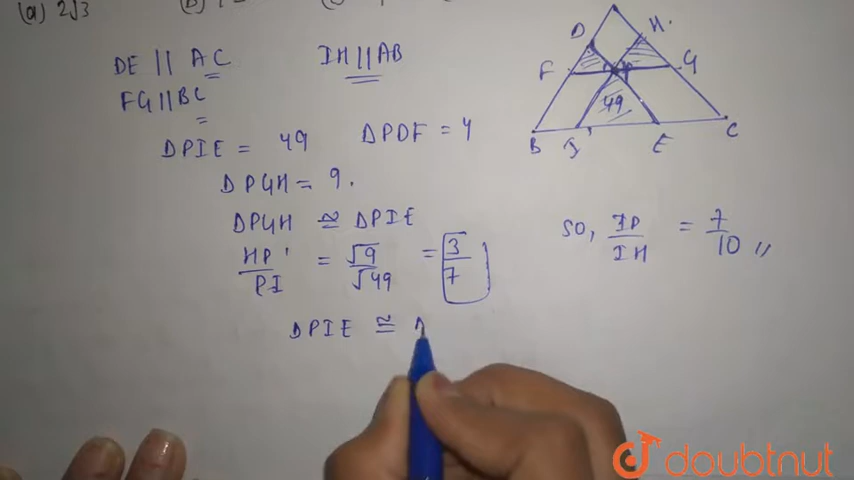 (a) 2√3
DE || AC
IH || AB
FG || BC
D
H
F
G
49
B
E
C
ΔPIE = 49
ΔPDF = 4
ΔPGH = 9.
ΔPGH ≅ ΔPIE
HP/PI = √9/√49 = 3/7
SO, IP/IH = 7/10 //
ΔPIE ≅ Δ
doubtnut